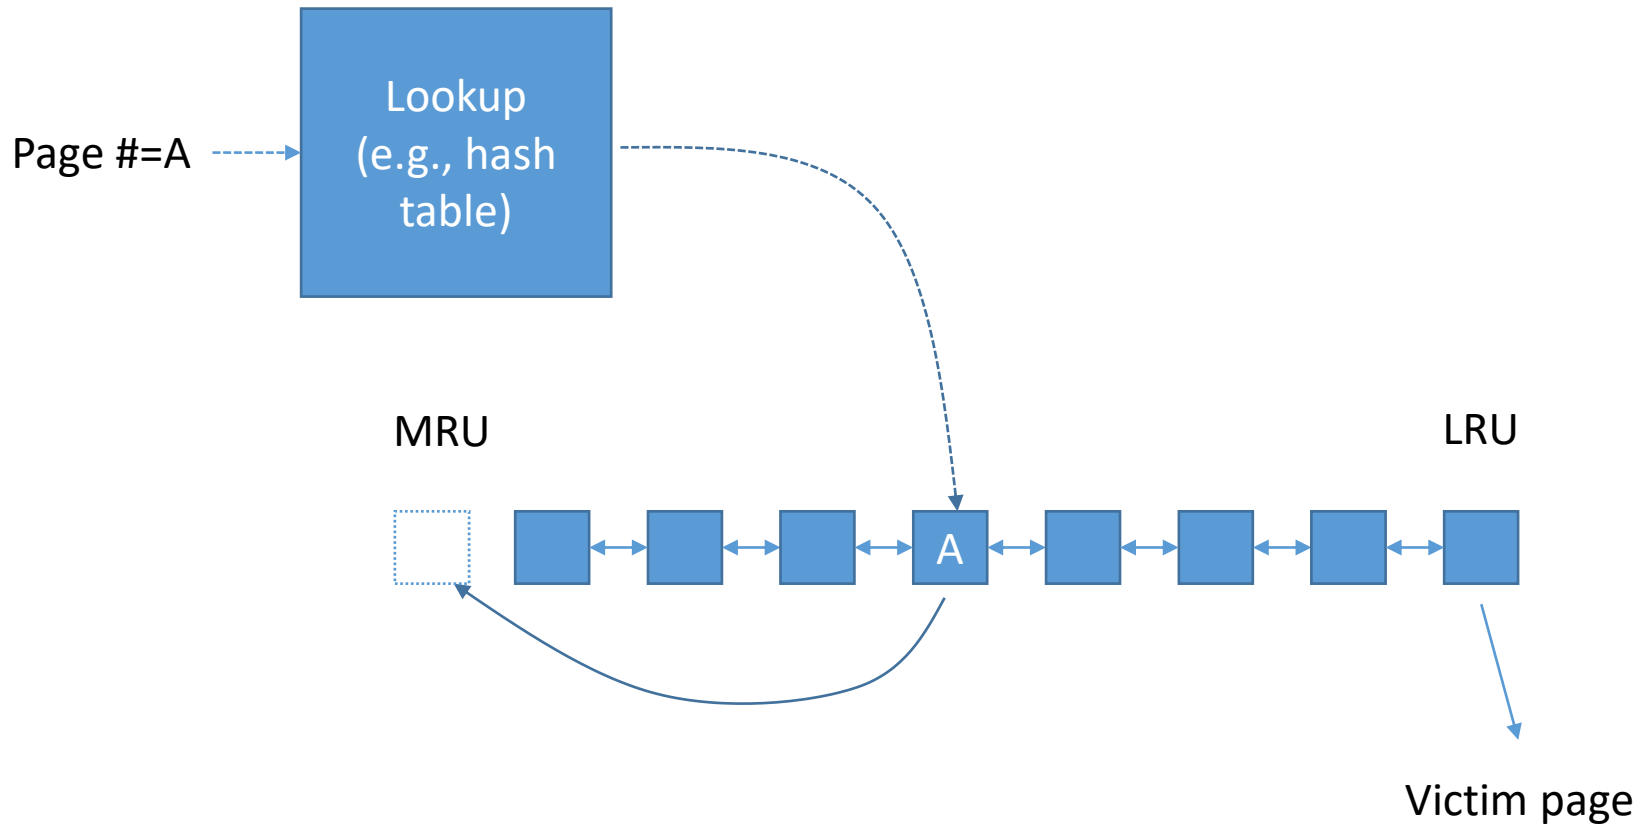 Lookup
(e.g., hash
table)
Page #=A
MRU
LRU
A
Victim page